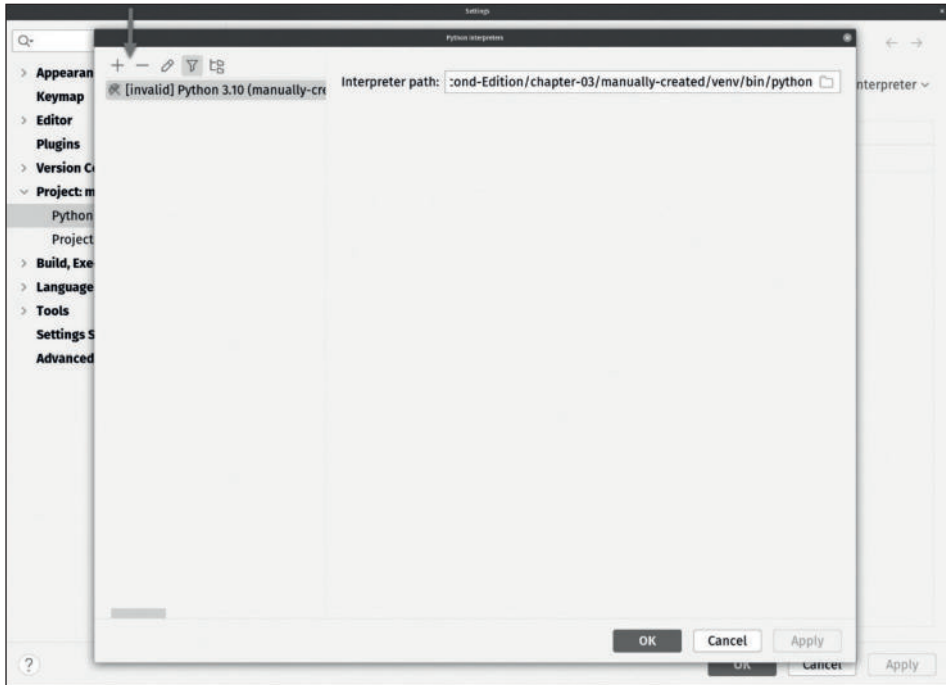 Settings
Python Interpreters
Appearan
Keymap
Editor
Plugins
Version C
Project: m
Python
Project
Build, Exe
Language
Tools
Settings S
Advanced
[invalid] Python 3.10 (manually-cre
Interpreter path: :ond-Edition/chapter-03/manually-created/venv/bin/python
nterpreter
OK Cancel Apply
OK Cancel Apply
?